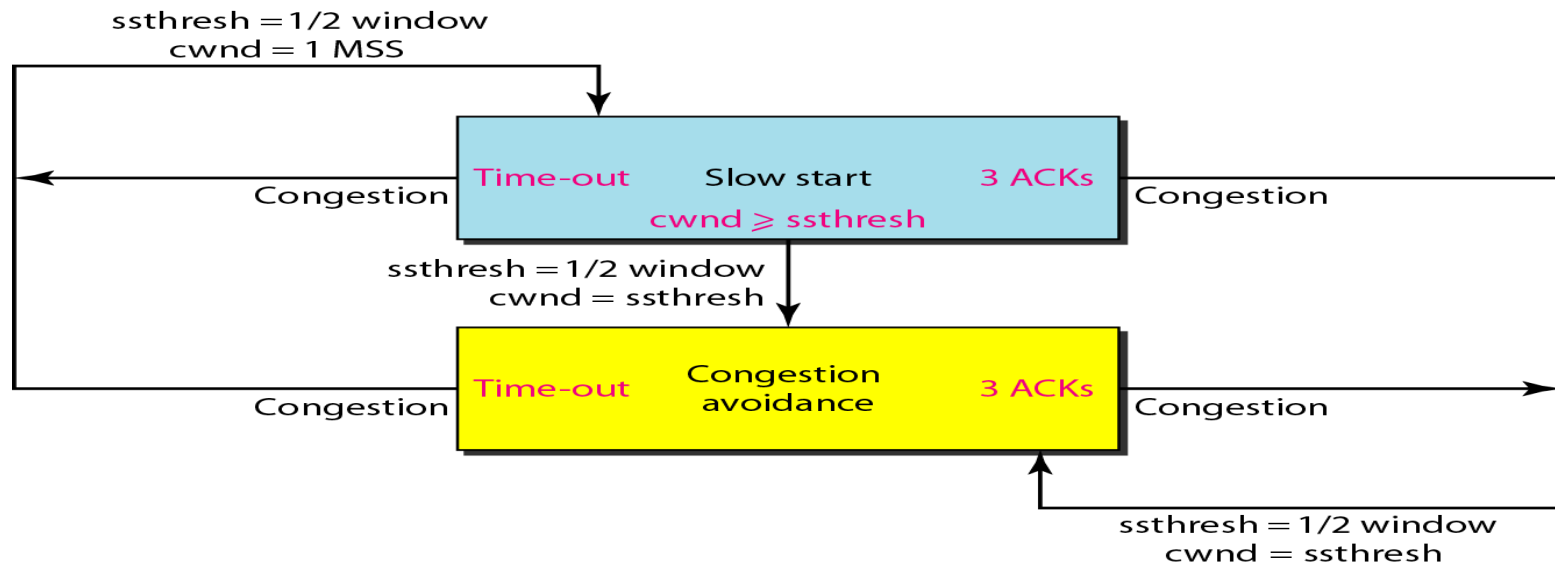 ssthresh = 1/2 window
cwnd = 1 MSS
Time-out Slow start 3 ACKs
Congestion Congestion
cwnd ⩾ ssthresh
ssthresh = 1/2 window
cwnd = ssthresh
Congestion
Time-out avoidance 3 ACKs
Congestion Congestion
ssthresh = 1/2 window
cwnd = ssthresh